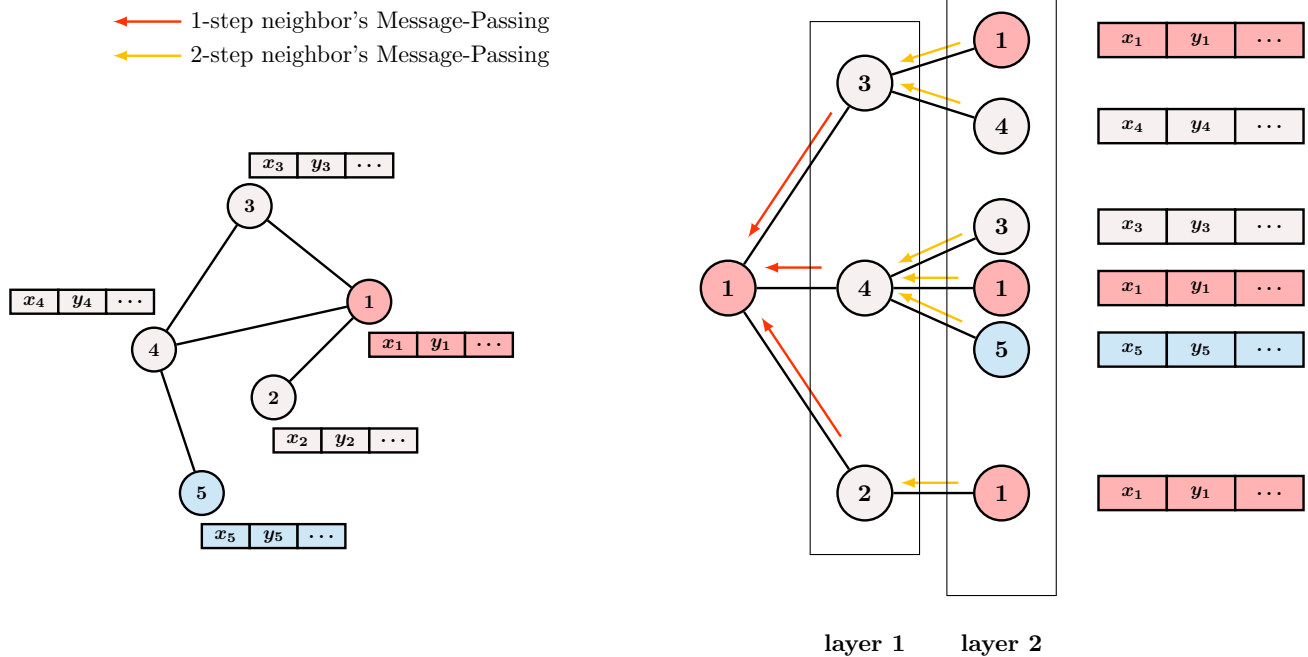 1-step neighbor's Message-Passing
2-step neighbor's Message-Passing
x₃ y₃ ···
3
x₄ y₄ ···
1
4
x₁ y₁ ···
2
x₂ y₂ ···
5
x₅ y₅ ···
1 x₁ y₁ ···
3
4 x₄ y₄ ···
3 x₃ y₃ ···
1 4 1 x₁ y₁ ···
5 x₅ y₅ ···
2 1 x₁ y₁ ···
layer 1 layer 2